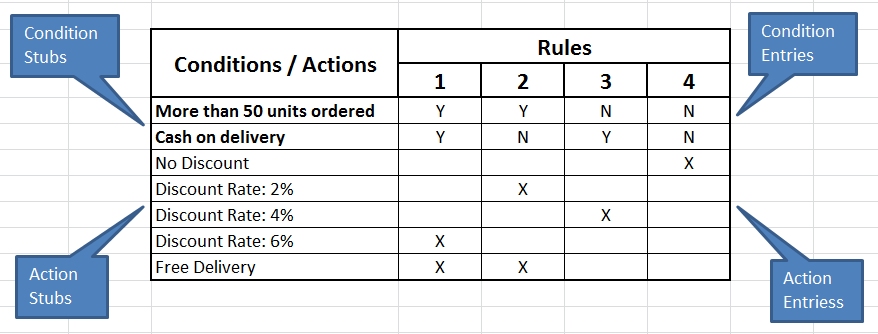 Condition
Stubs
Condition
Entries
Conditions / Actions
Rules
1 2 3 4
More than 50 units ordered Y Y N N
Cash on delivery Y N Y N
No Discount X
Discount Rate: 2% X
Discount Rate: 4% X
Discount Rate: 6% X
Free Delivery X X
Action
Stubs
Action
Entriess